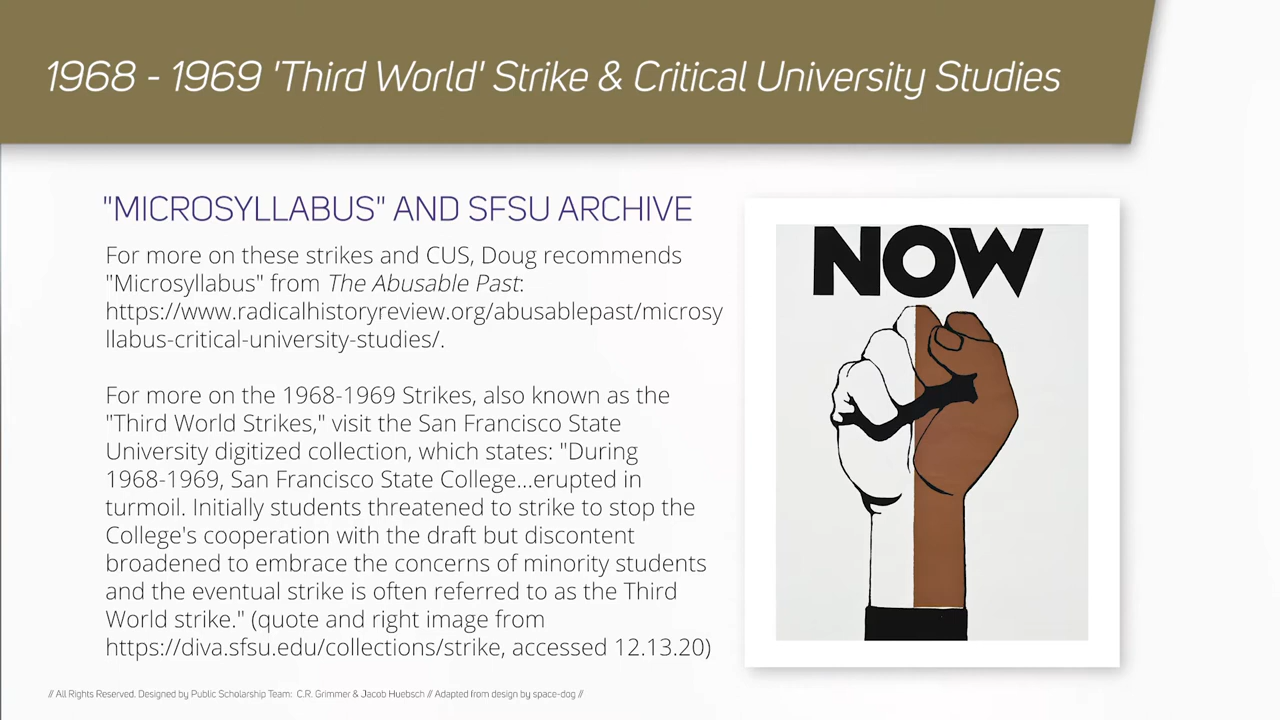 1968 - 1969 'Third World' Strike & Critical University Studies
"MICROSYLLABUS" AND SFSU ARCHIVE
For more on these strikes and CUS, Doug recommends
"Microsyllabus" from The Abusable Past:
https://www.radicalhistoryreview.org/abusablepast/microsy
llabus-critical-university-studies/.
For more on the 1968-1969 Strikes, also known as the
"Third World Strikes," visit the San Francisco State
University digitized collection, which states: "During
1968-1969, San Francisco State College...erupted in
turmoil. Initially students threatened to strike to stop the
College's cooperation with the draft but discontent
broadened to embrace the concerns of minority students
and the eventual strike is often referred to as the Third
World strike." (quote and right image from
https://diva.sfsu.edu/collections/strike, accessed 12.13.20)
NOW
// All Rights Reserved. Designed by Public Scholarship Team: C.R. Grimmer & Jacob Huebsch // Adapted from design by space-dog //